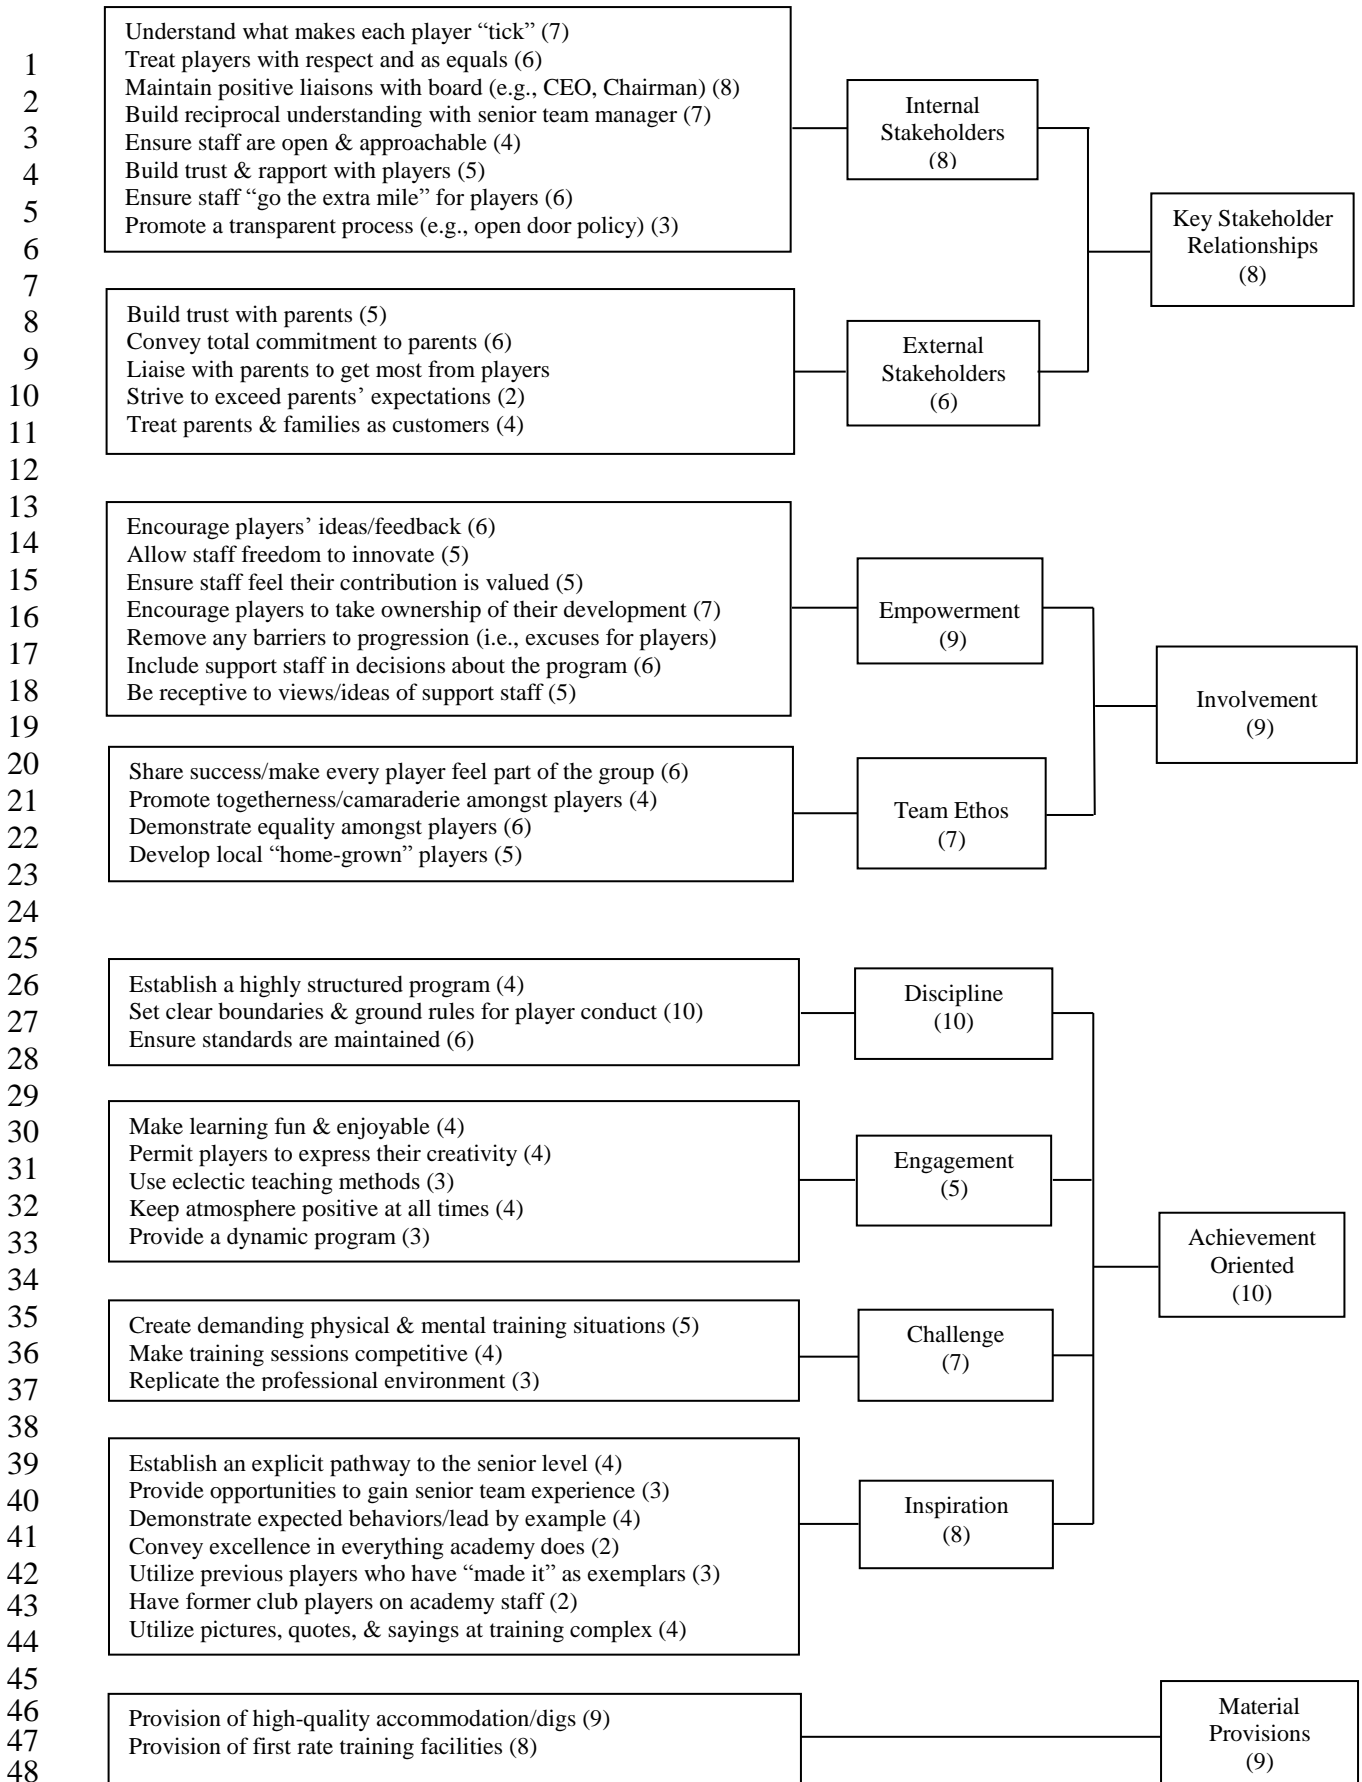 1
2
3
4
5
6
7
8
9
10
11
12
13
14
15
16
17
18
19
20
21
22
23
24
25
26
27
28
29
30
31
32
33
34
35
36
37
38
39
40
41
42
43
44
45
46
47
48
Understand what makes each player “tick” (7)
Treat players with respect and as equals (6)
Maintain positive liaisons with board (e.g., CEO, Chairman) (8)
Build reciprocal understanding with senior team manager (7)
Ensure staff are open & approachable (4)
Build trust & rapport with players (5)
Ensure staff “go the extra mile” for players (6)
Promote a transparent process (e.g., open door policy) (3)
Internal
Stakeholders
(8)
Build trust with parents (5)
Convey total commitment to parents (6)
Liaise with parents to get most from players
Strive to exceed parents’ expectations (2)
Treat parents & families as customers (4)
External
Stakeholders
(6)
Key Stakeholder
Relationships
(8)
Encourage players’ ideas/feedback (6)
Allow staff freedom to innovate (5)
Ensure staff feel their contribution is valued (5)
Encourage players to take ownership of their development (7)
Remove any barriers to progression (i.e., excuses for players)
Include support staff in decisions about the program (6)
Be receptive to views/ideas of support staff (5)
Empowerment
(9)
Share success/make every player feel part of the group (6)
Promote togetherness/camaraderie amongst players (4)
Demonstrate equality amongst players (6)
Develop local “home-grown” players (5)
Team Ethos
(7)
Involvement
(9)
Establish a highly structured program (4)
Set clear boundaries & ground rules for player conduct (10)
Ensure standards are maintained (6)
Discipline
(10)
Make learning fun & enjoyable (4)
Permit players to express their creativity (4)
Use eclectic teaching methods (3)
Keep atmosphere positive at all times (4)
Provide a dynamic program (3)
Engagement
(5)
Create demanding physical & mental training situations (5)
Make training sessions competitive (4)
Replicate the professional environment (3)
Challenge
(7)
Establish an explicit pathway to the senior level (4)
Provide opportunities to gain senior team experience (3)
Demonstrate expected behaviors/lead by example (4)
Convey excellence in everything academy does (2)
Utilize previous players who have “made it” as exemplars (3)
Have former club players on academy staff (2)
Utilize pictures, quotes, & sayings at training complex (4)
Inspiration
(8)
Achievement
Oriented
(10)
Provision of high-quality accommodation/digs (9)
Provision of first rate training facilities (8)
Material
Provisions
(9)